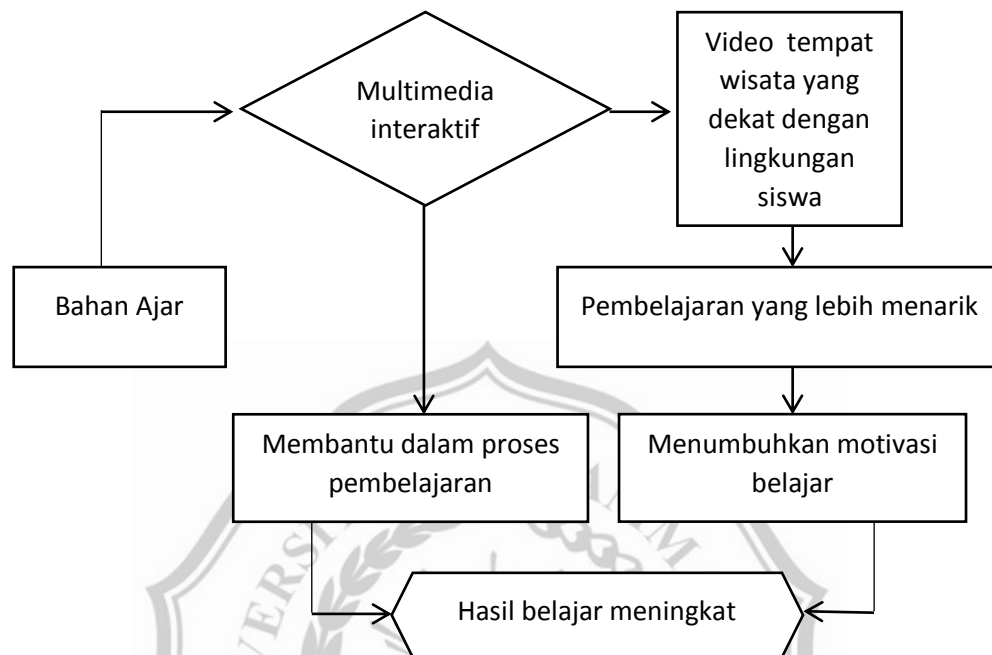 Multimedia
interaktif
Video tempat
wisata yang
dekat dengan
lingkungan
siswa
Bahan Ajar
Pembelajaran yang lebih menarik
Membantu dalam proses
pembelajaran
Menumbuhkan motivasi
belajar
Hasil belajar meningkat